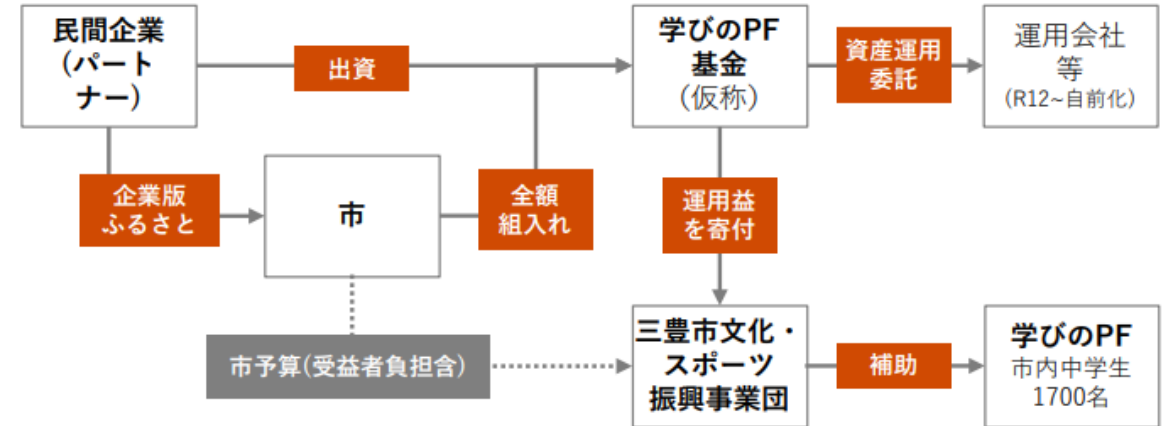 民間企業
(パート
ナー)
出資
学びのPF
基金
（仮称）
資産運用
委託
運用会社
等
(R12~自前化)
企業版
ふるさと
市
全額
組入れ
運用益
を寄付
市予算(受益者負担含)
三豊市文化・
スポーツ
振興事業団
補助
学びのPF
市内中学生
1700名